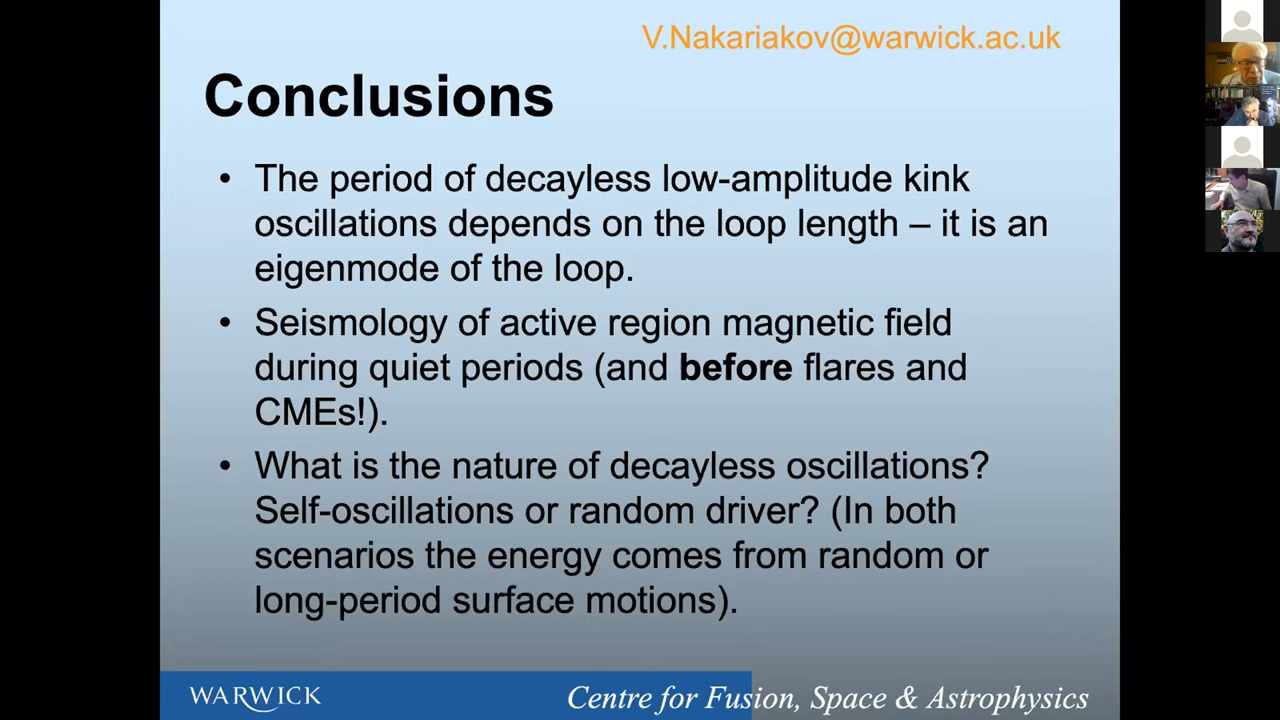 V.Nakariakov@warwick.ac.uk
Conclusions
• The period of decayless low-amplitude kink
oscillations depends on the loop length – it is an
eigenmode of the loop.
• Seismology of active region magnetic field
during quiet periods (and before flares and
CMEs!).
• What is the nature of decayless oscillations?
Self-oscillations or random driver? (In both
scenarios the energy comes from random or
long-period surface motions).
WARWICK
Centre for Fusion, Space & Astrophysics